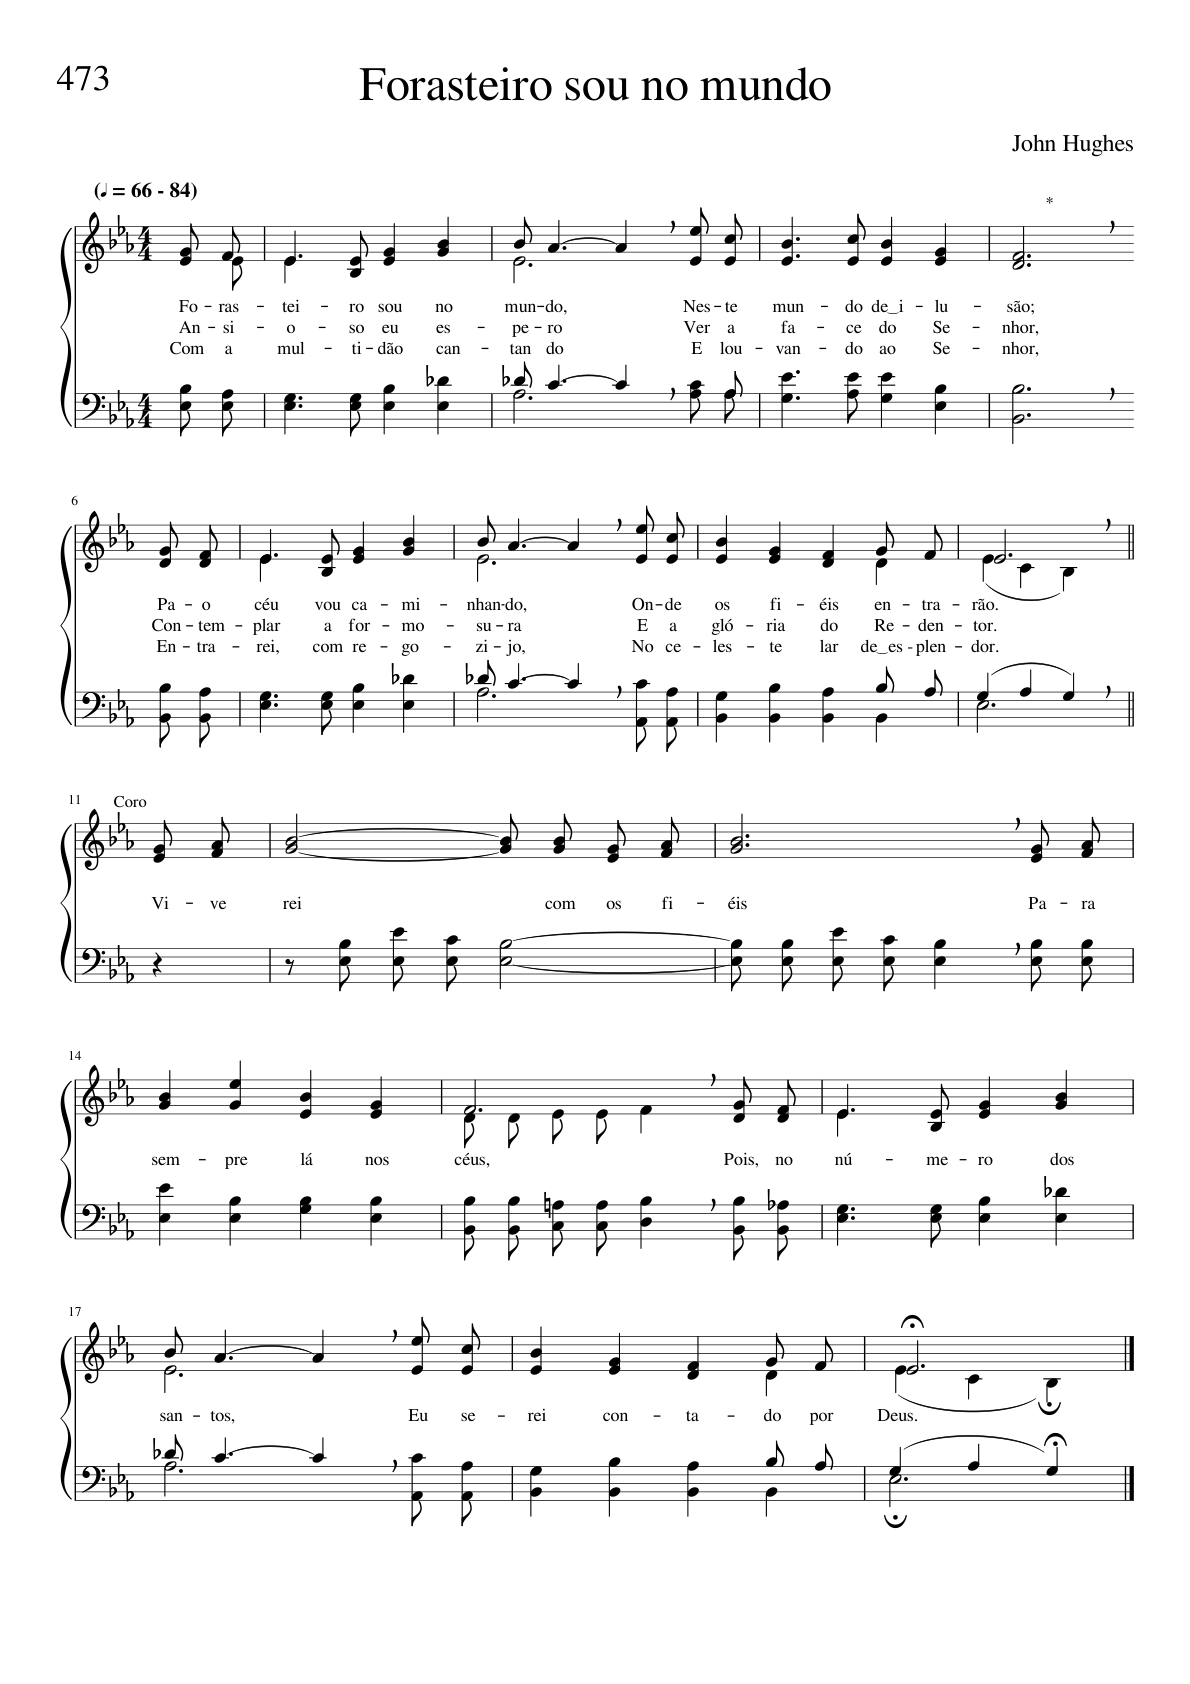 473
Forasteiro sou no mundo
John Hughes
(♩ = 66 - 84)
*
Fo - ras - tei - ro sou no mun - do, Nes - te mun - do de‿i - lu - são;
An - si - o - so eu es - pe - ro Ver a fa - ce do Se - nhor,
Com a mul - ti - dão can - tan do E lou - van - do ao Se - nhor,
6
Pa - o céu vou ca - mi - nhan - do, On - de os fi - éis en - tra - rão.
Con - tem - plar a for - mo - su - ra E a gló - ria do Re - den - tor.
En - tra - rei, com re - go - zi - jo, No ce - les - te lar de‿es - plen - dor.
11
Coro
Vi - ve rei com os fi - éis Pa - ra
14
sem - pre lá nos céus, Pois, no nú - me - ro dos
17
san - tos, Eu se - rei con - ta - do por Deus.